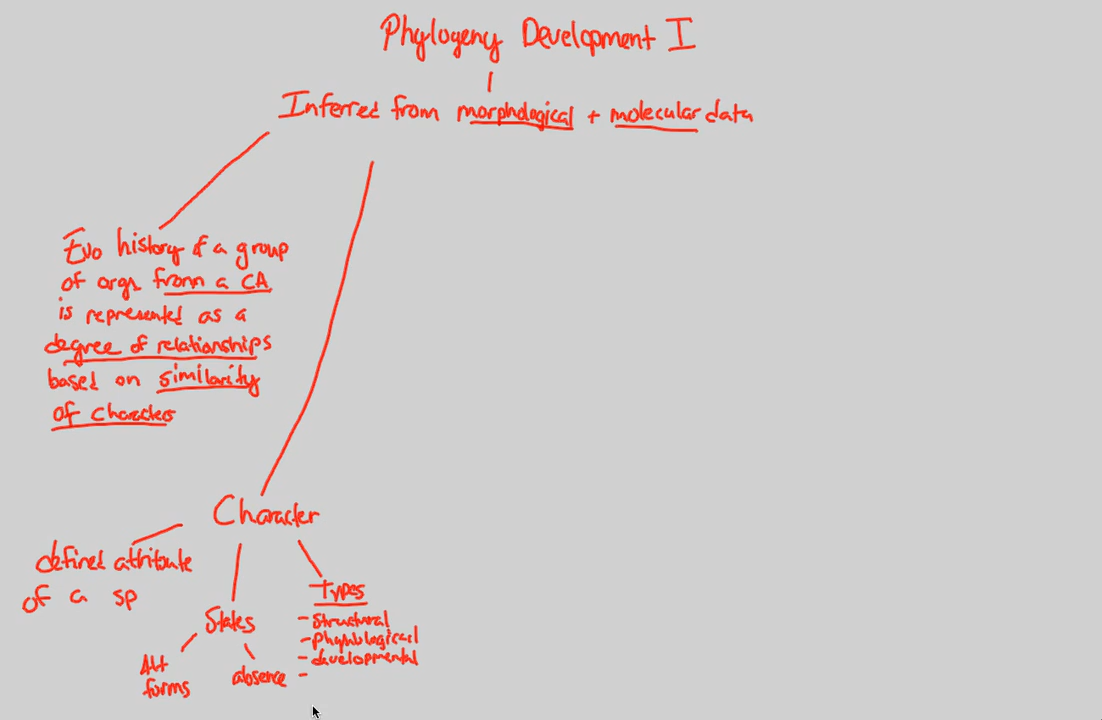 Phylogeny Development I
Inferred from morphological + molecular data
Evo history of a group
of orgs from a CA
is represented as a
degree of relationships
based on similarity
of characters
Character
defined attribute
of a sp
States
Alt
forms
absence
Types
- Structural
- physiological
- developmental
-